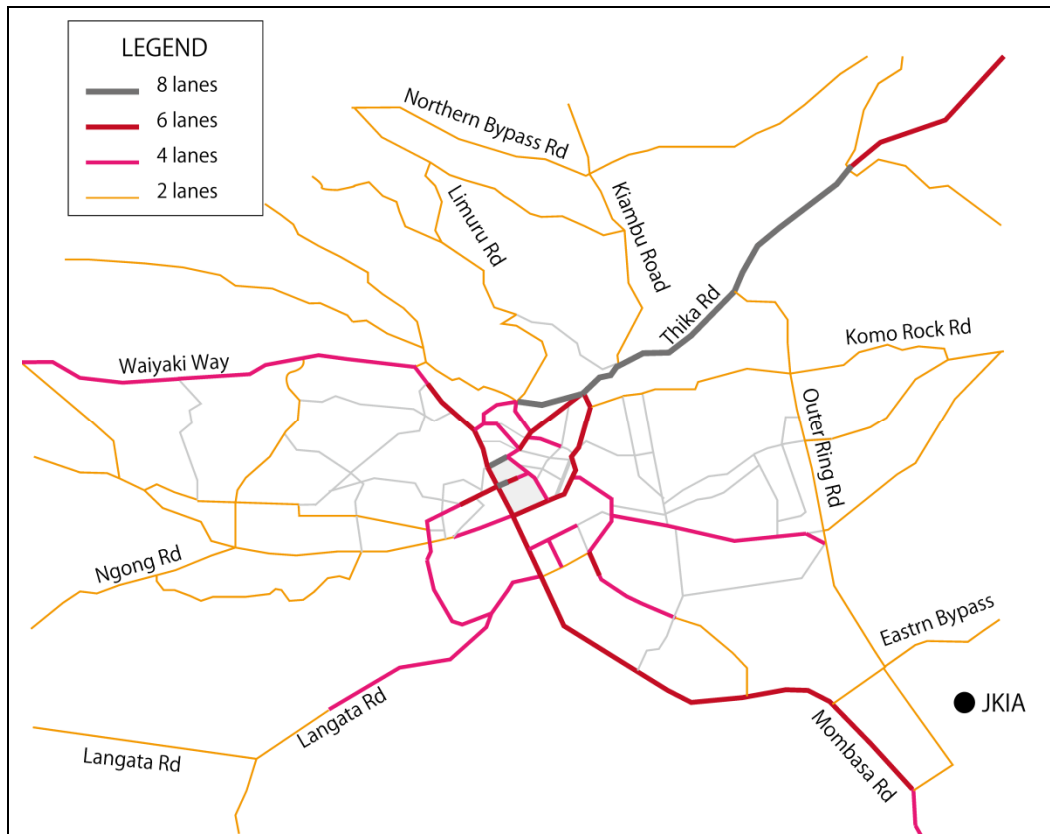 LEGEND
8 lanes
6 lanes
4 lanes
2 lanes
Northern Bypass Rd
Limuru Rd
Kiambu Road
Thika Rd
Waiyaki Way
Komo Rock Rd
Outer Ring Rd
Ngong Rd
Eastrn Bypass
JKIA
Langata Rd
Langata Rd
Mombasa Rd